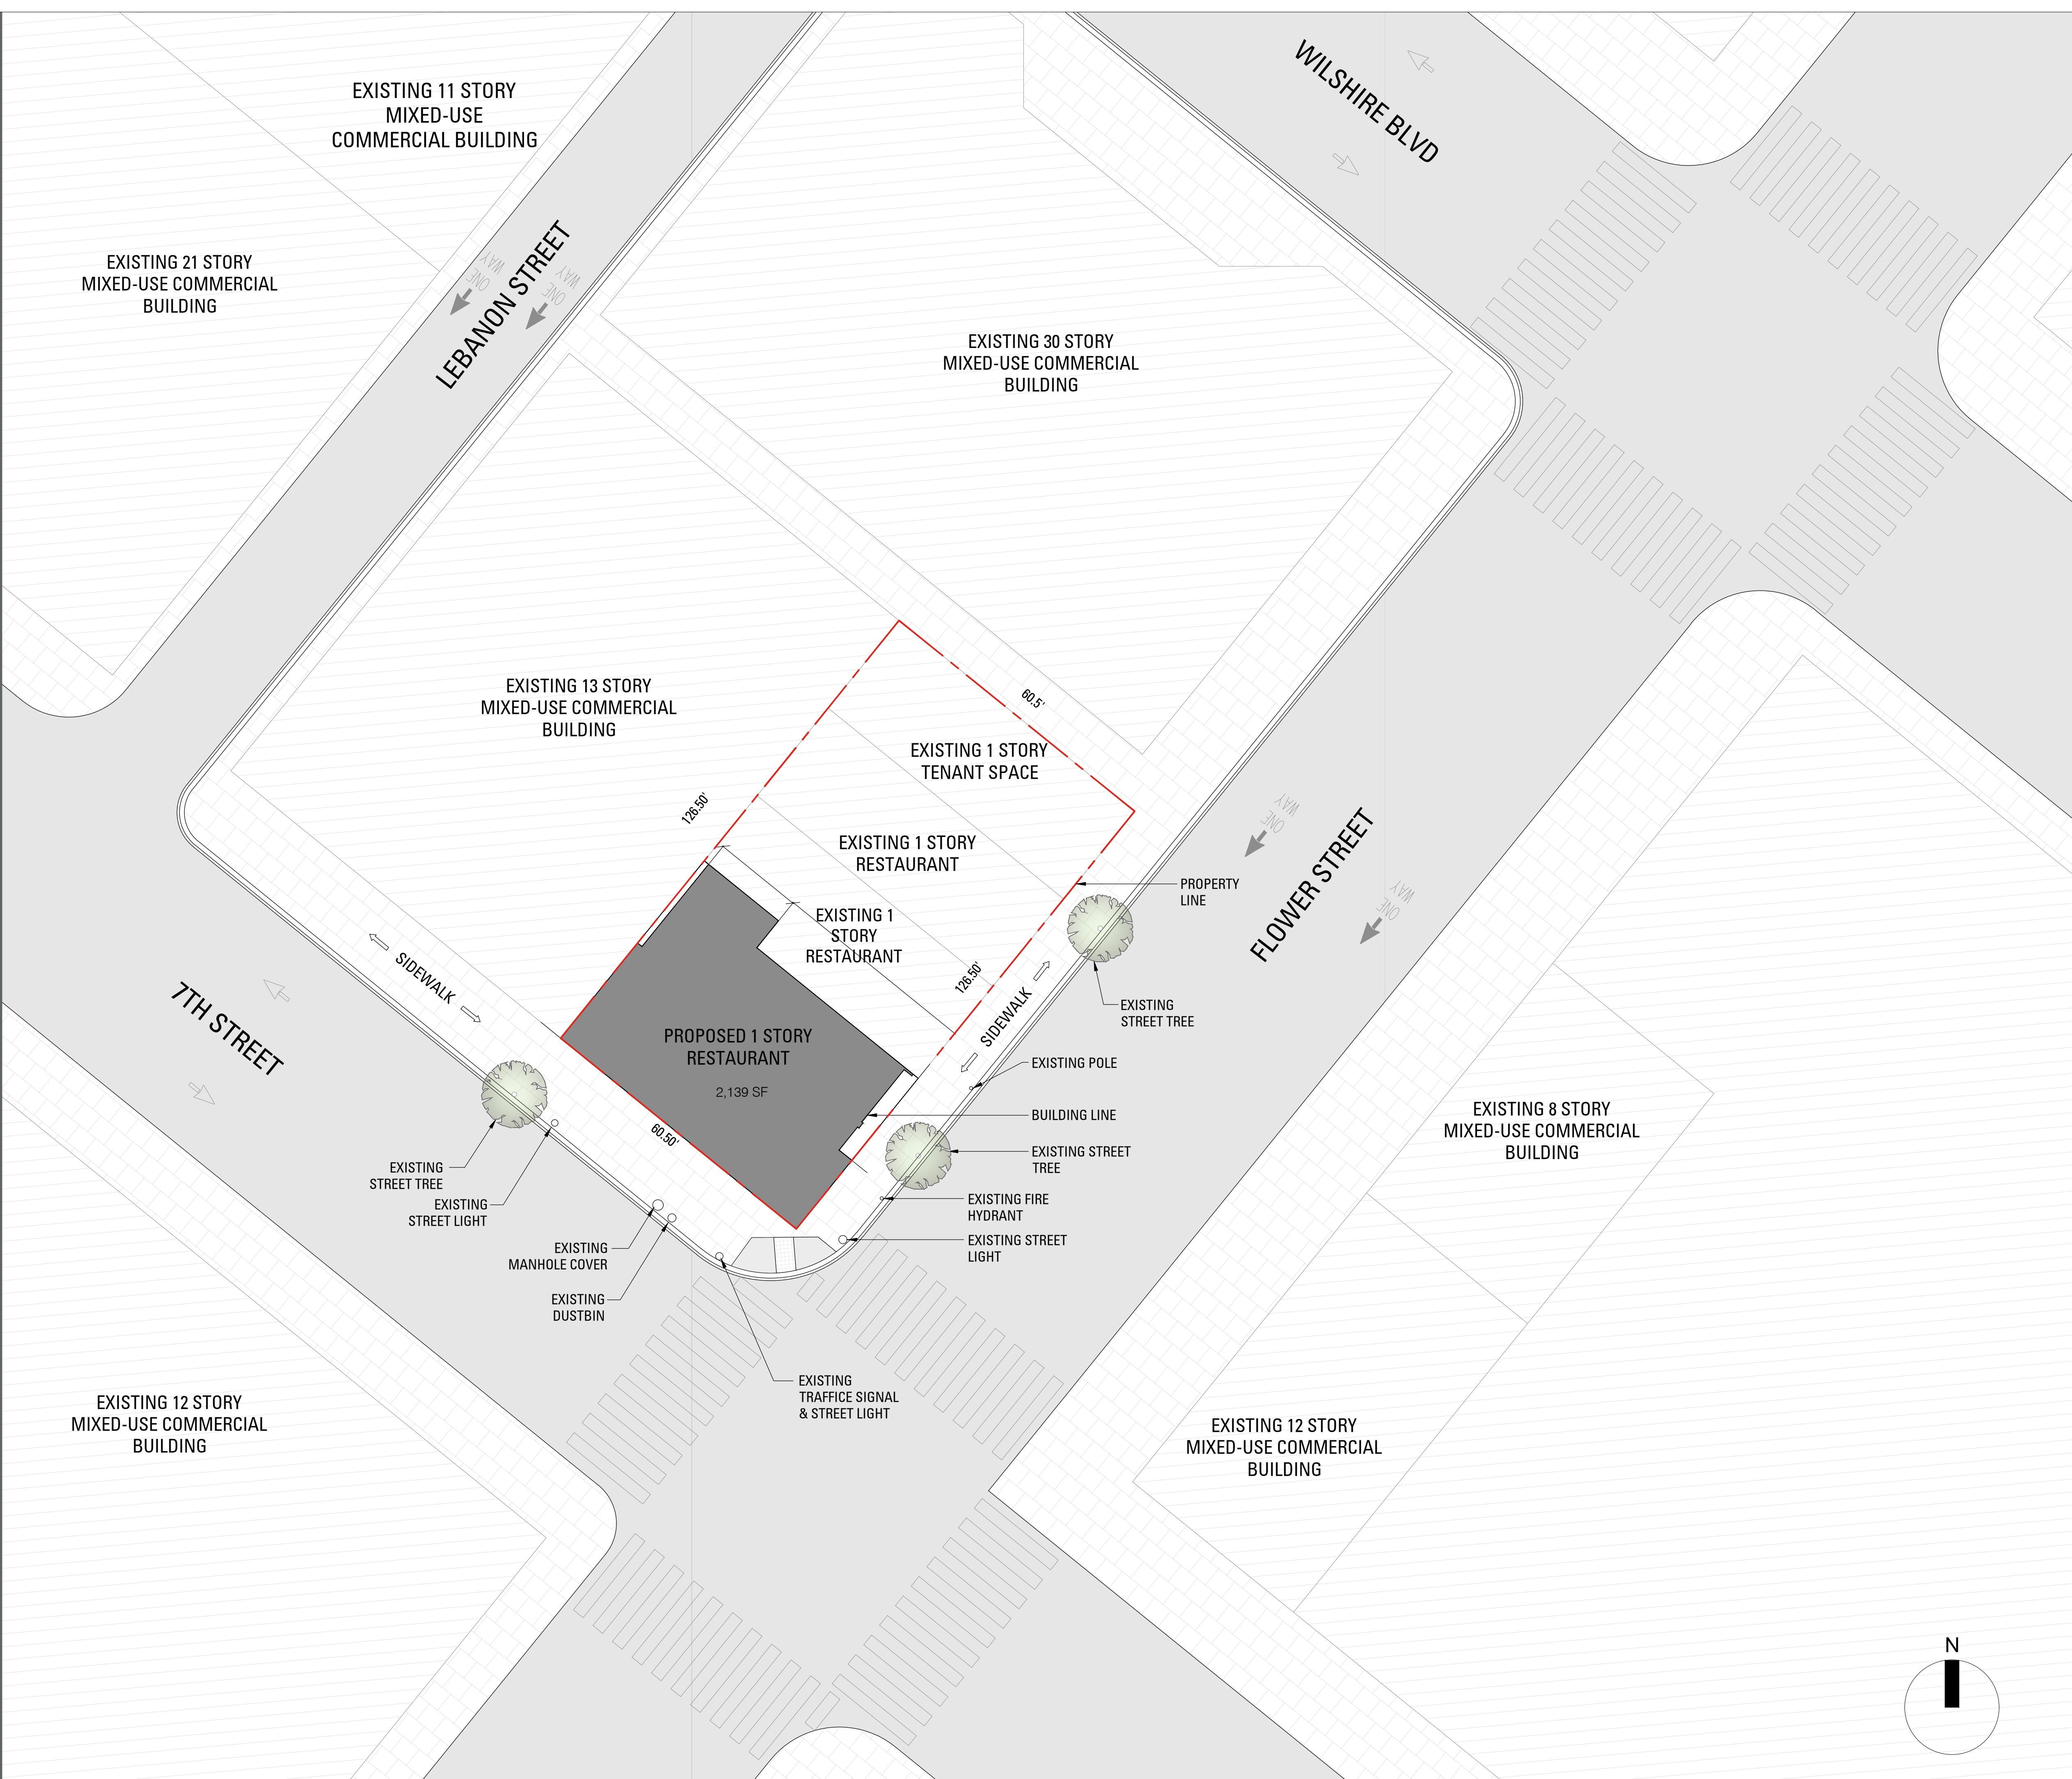 WILSHIRE BLVD
EXISTING 11 STORY
MIXED-USE
COMMERCIAL BUILDING
EXISTING 21 STORY
MIXED-USE COMMERCIAL
BUILDING
LEBANON STREET
ONE
WAY
ONE
WAY
EXISTING 30 STORY
MIXED-USE COMMERCIAL
BUILDING
EXISTING 13 STORY
MIXED-USE COMMERCIAL
BUILDING
60.5'
EXISTING 1 STORY
TENANT SPACE
126.50'
EXISTING 1 STORY
RESTAURANT
EXISTING 1
STORY
RESTAURANT
ONE
WAY
ONE
WAY
FLOWER STREET
PROPERTY
LINE
126.50'
SIDEWALK
EXISTING
STREET TREE
SIDEWALK
7TH STREET
PROPOSED 1 STORY
RESTAURANT
2,139 SF
60.50'
EXISTING POLE
BUILDING LINE
EXISTING STREET
TREE
EXISTING FIRE
HYDRANT
EXISTING STREET
LIGHT
EXISTING
STREET TREE
EXISTING
STREET LIGHT
EXISTING
MANHOLE COVER
EXISTING
DUSTBIN
EXISTING
TRAFFICE SIGNAL
& STREET LIGHT
EXISTING 8 STORY
MIXED-USE COMMERCIAL
BUILDING
EXISTING 12 STORY
MIXED-USE COMMERCIAL
BUILDING
EXISTING 12 STORY
MIXED-USE COMMERCIAL
BUILDING
N